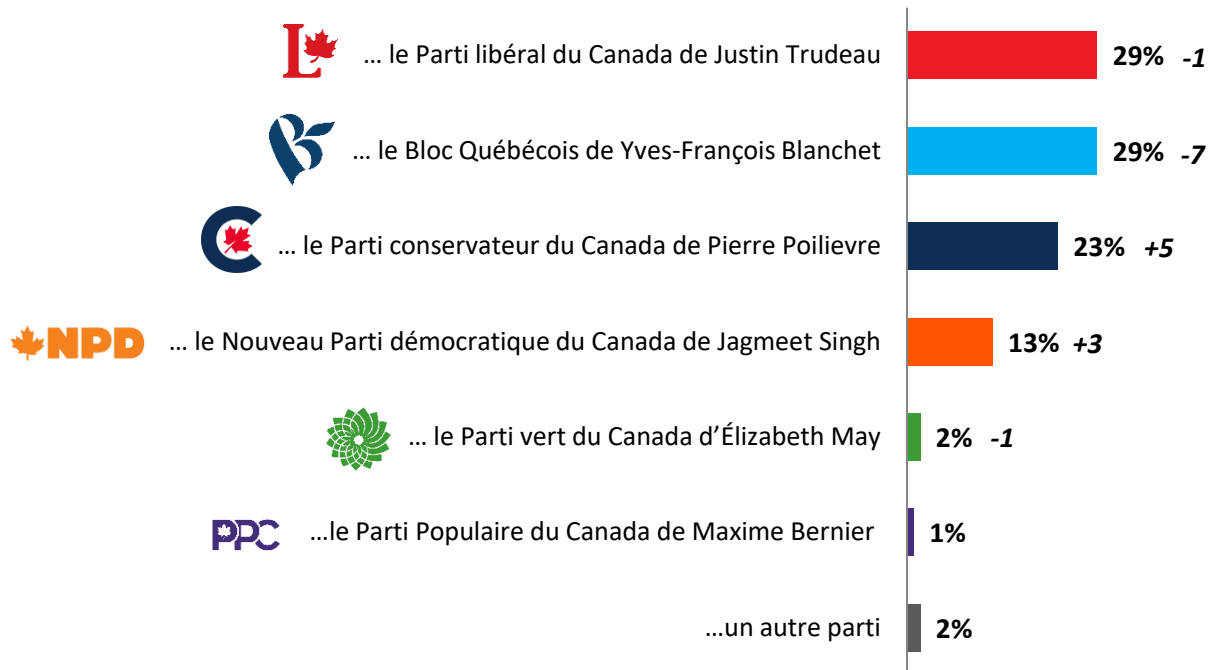 L … le Parti libéral du Canada de Justin Trudeau 29% -1
… le Bloc Québécois de Yves-François Blanchet 29% -7
C … le Parti conservateur du Canada de Pierre Poilievre 23% +5
NPD … le Nouveau Parti démocratique du Canada de Jagmeet Singh 13% +3
… le Parti vert du Canada d’Élizabeth May 2% -1
PPC …le Parti Populaire du Canada de Maxime Bernier 1%
…un autre parti 2%